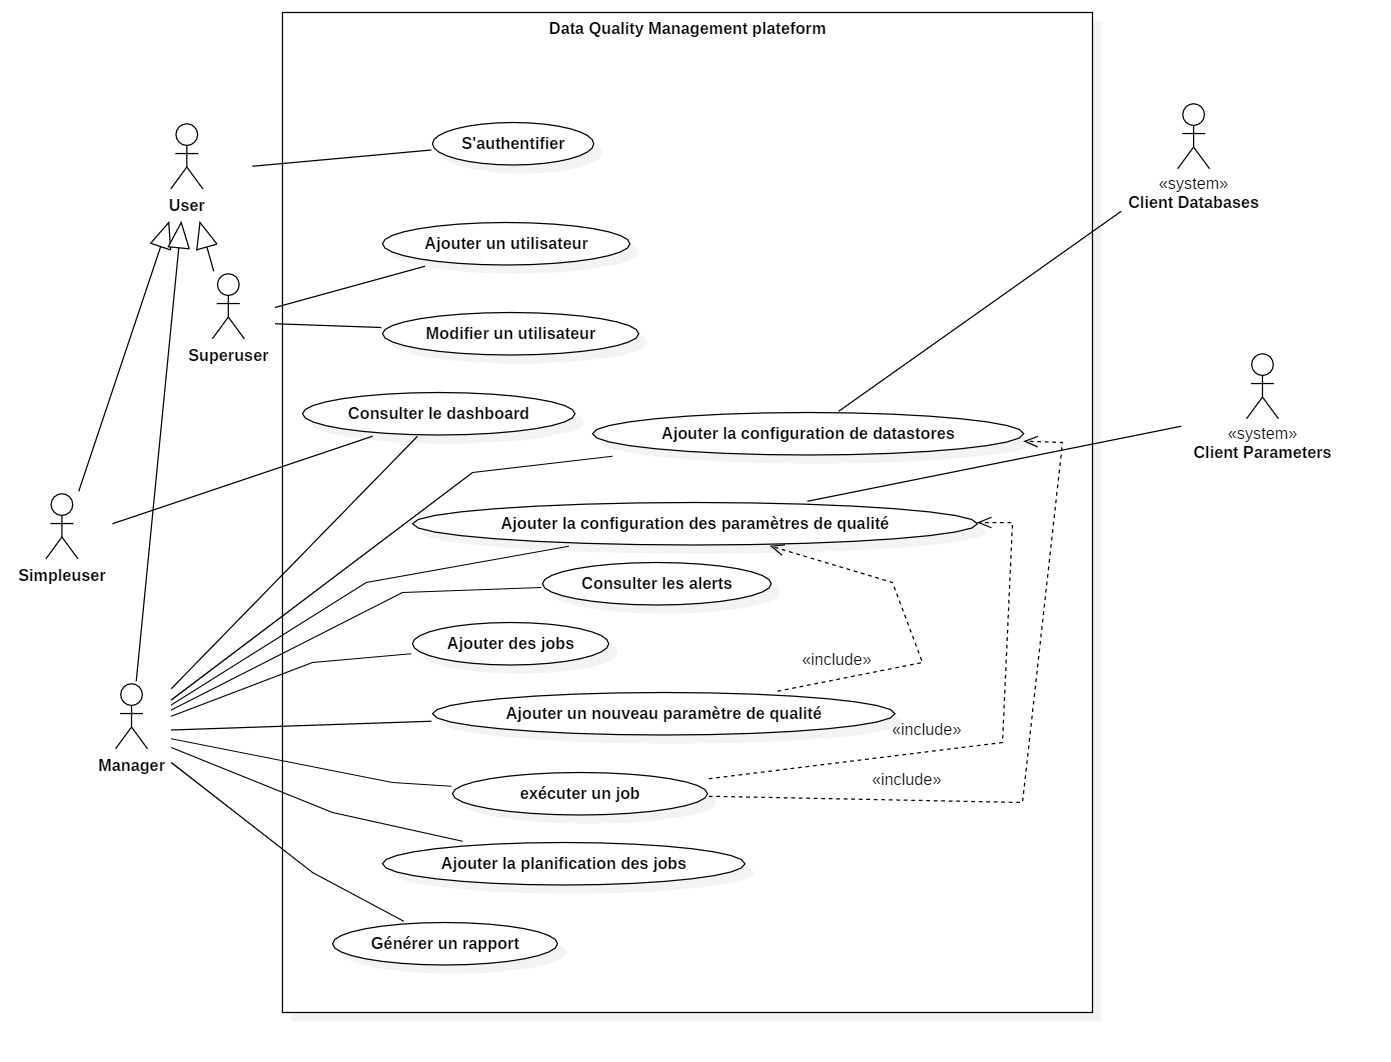 Data Quality Management plateform
S'authentifier
User
«system»
Client Databases
Ajouter un utilisateur
Modifier un utilisateur
Superuser
Consulter le dashboard
Ajouter la configuration de datastores
«system»
Client Parameters
Ajouter la configuration des paramètres de qualité
Simpleuser
Consulter les alerts
Ajouter des jobs
«include»
Ajouter un nouveau paramètre de qualité
«include»
Manager
«include»
exécuter un job
Ajouter la planification des jobs
Générer un rapport